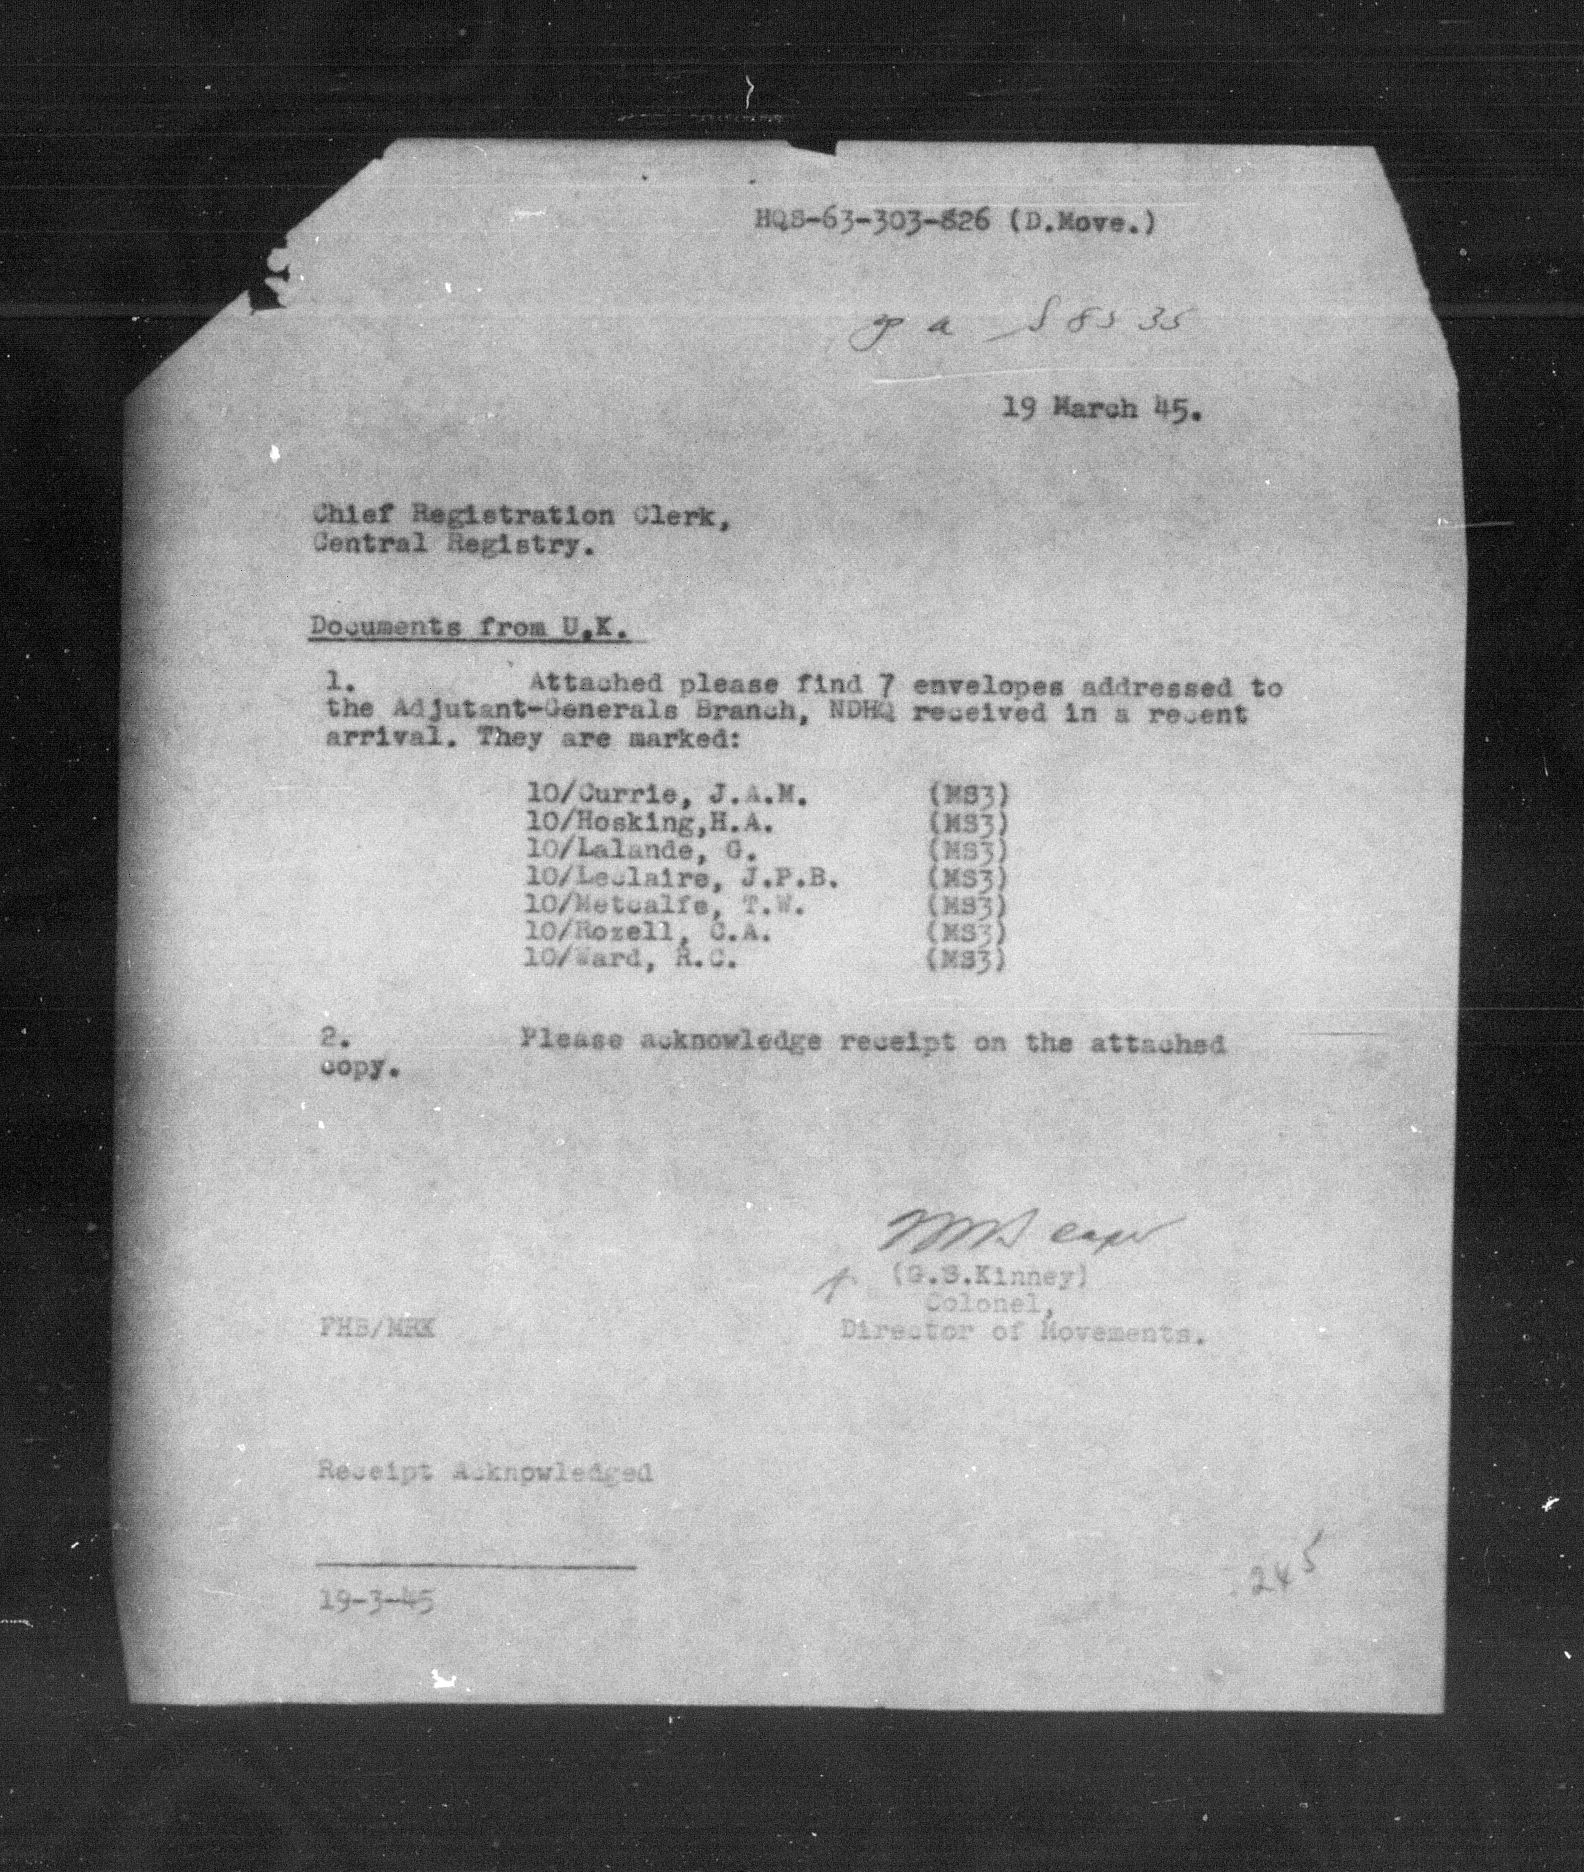 HQS-63-303-826 (D.Move.)
p a S 85 35
19 March 45.
Chief Registration Clerk,
Central Registry.
Documents from U.K.
1. Attached please find 7 envelopes addressed to
the Adjutant-Generals Branch, NDHQ received in a recent
arrival. They are marked:
10/Currie, J.A.M. (MS3)
10/Hosking,H.A. (MS3)
10/Lalande, G. (MS3)
10/Leclaire, J.P.B. (MS3)
10/Metcalfe, T.W. (MS3)
10/Rozell, C.A. (MS3)
10/Ward, R.C. (MS3)
2. Please acknowledge receipt on the attached
copy.
(G.S.Kinney)
Colonel,
FHB/MRK Director of Movements.
Receipt Acknowledged
245
19-3-45